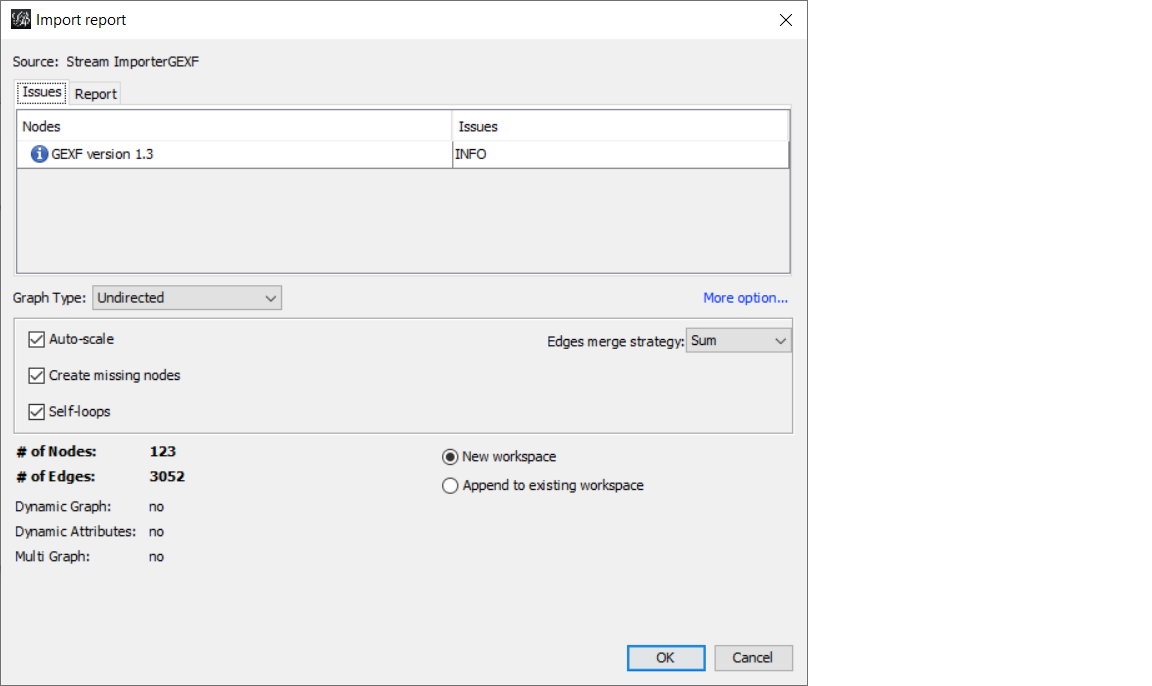 Import report
Source: Stream ImporterGEXF
Issues Report
Nodes Issues
GEXF version 1.3 INFO
Graph Type: Undirected More option...
Auto-scale Edges merge strategy: Sum
Create missing nodes
Self-loops
# of Nodes: 123
New workspace
# of Edges: 3052
Append to existing workspace
Dynamic Graph: no
Dynamic Attributes: no
Multi Graph: no
OK Cancel